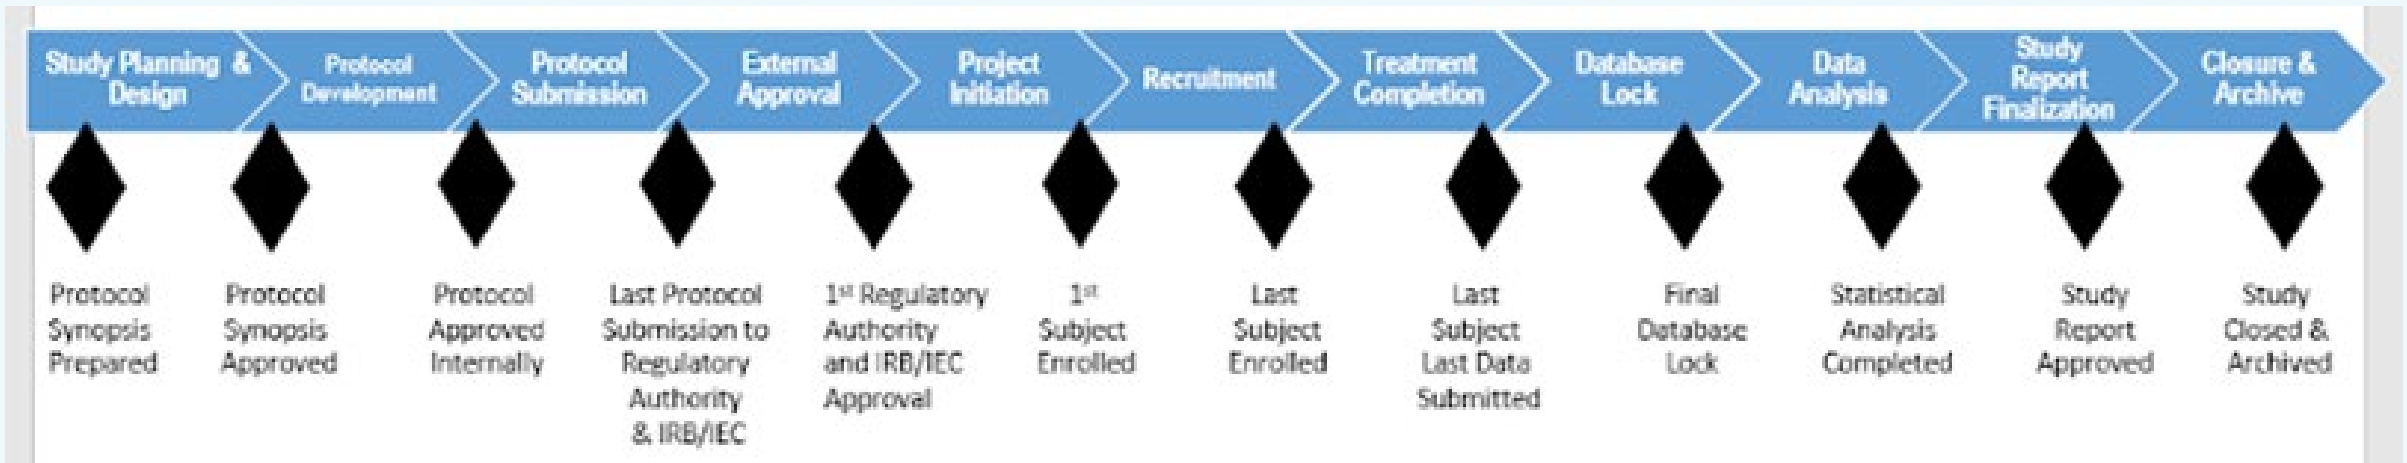 Study Planning &
Design
Protocol
Development
Protocol
Submission
External
Approval
Project
Initiation
Recruitment
Treatment
Completion
Database
Lock
Data
Analysis
Study
Report
Finalization
Closure &
Archive
Protocol
Synopsis
Prepared
Protocol
Synopsis
Approved
Protocol
Approved
Internally
Last Protocol
Submission to
Regulatory
Authority
& IRB/IEC
1st Regulatory
Authority
and IRB/IEC
Approval
1st
Subject
Enrolled
Last
Subject
Enrolled
Last
Subject
Last Data
Submitted
Final
Database
Lock
Statistical
Analysis
Completed
Study
Report
Approved
Study
Closed &
Archived